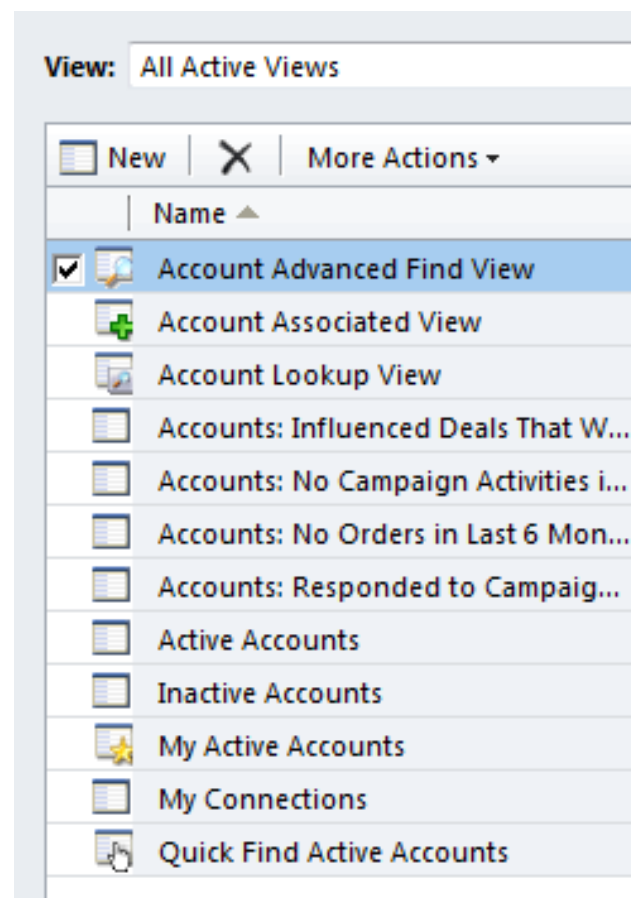 View: All Active Views
New More Actions
Name
Account Advanced Find View
Account Associated View
Account Lookup View
Accounts: Influenced Deals That W...
Accounts: No Campaign Activities i...
Accounts: No Orders in Last 6 Mon...
Accounts: Responded to Campaig...
Active Accounts
Inactive Accounts
My Active Accounts
My Connections
Quick Find Active Accounts